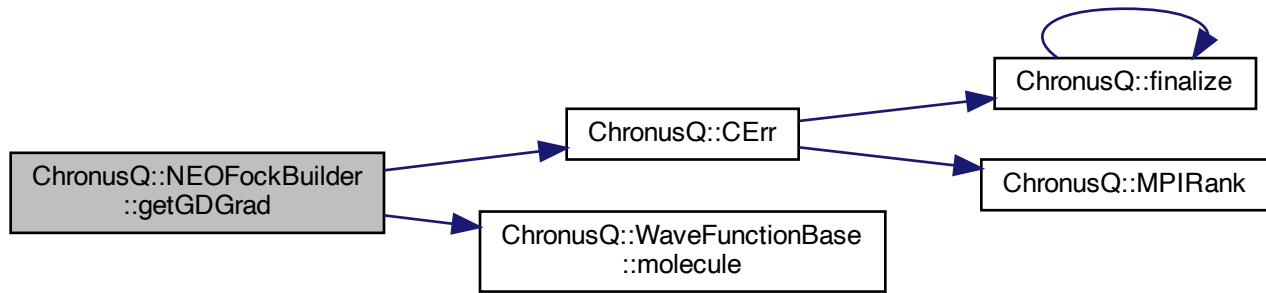 ChronusQ::NEOFockBuilder
::getGDGrad
ChronusQ::CErr
ChronusQ::finalize
ChronusQ::MPIRank
ChronusQ::WaveFunctionBase
::molecule